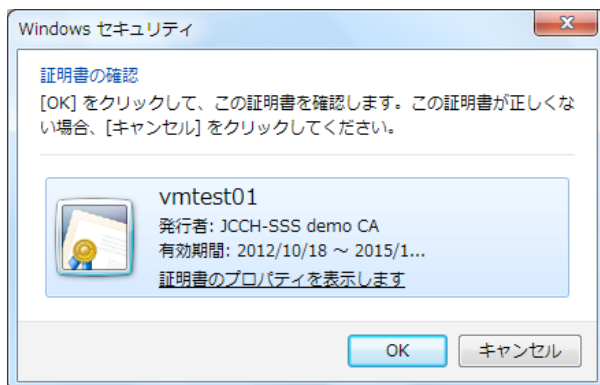 Windows セキュリティ
証明書の確認
[OK] をクリックして、この証明書を確認します。この証明書が正しくな
い場合、[キャンセル] をクリックしてください。
vmtest01
発行者: JCCH-SSS demo CA
有効期間: 2012/10/18 ～ 2015/1...
証明書のプロパティを表示します
OK キャンセル